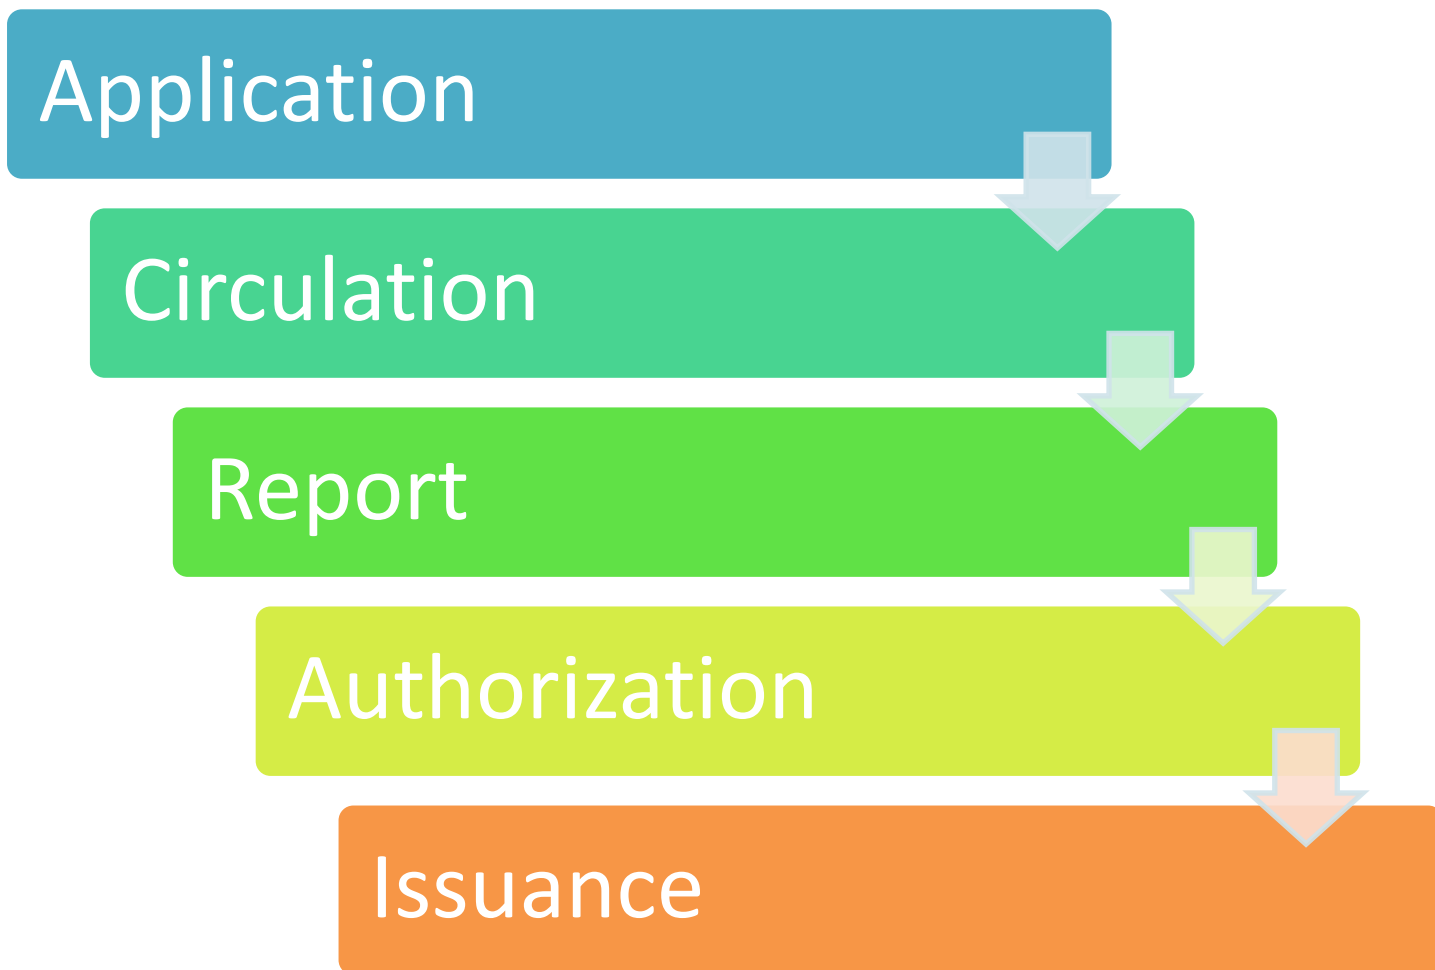 Application
Circulation
Report
Authorization
Issuance